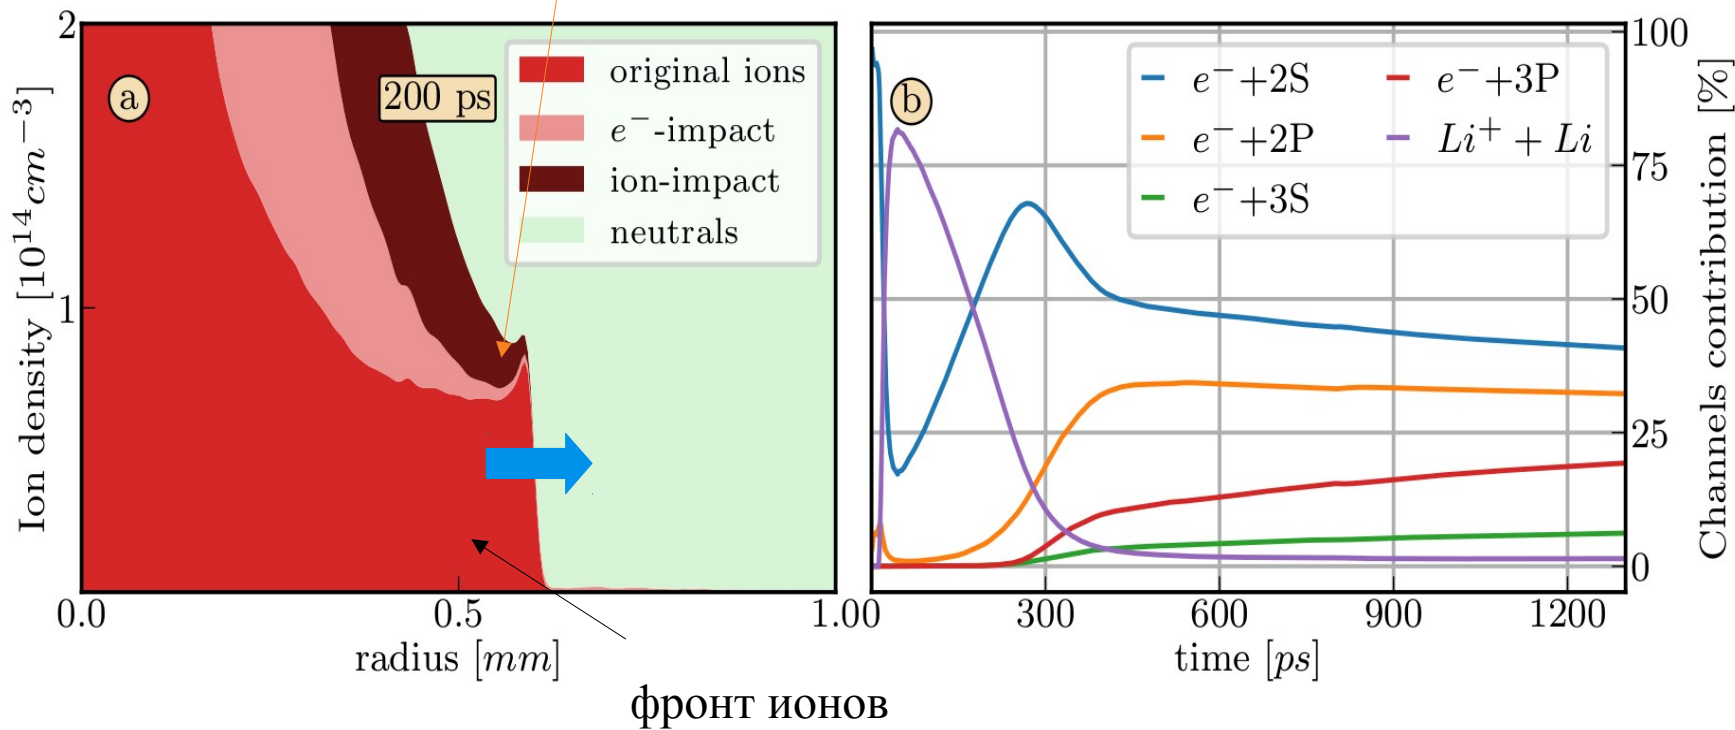 2
1
Ion density [10¹⁴cm⁻³]
a
200 ps
original ions
e⁻-impact
ion-impact
neutrals
0.0
0.5
1.0
radius [mm]
b
e⁻+2S
e⁻+2P
e⁻+3S
e⁻+3P
Li⁺ + Li
100
75
50
25
0
Channels contribution [%]
0
300
600
900
1200
time [ps]
фронт ионов